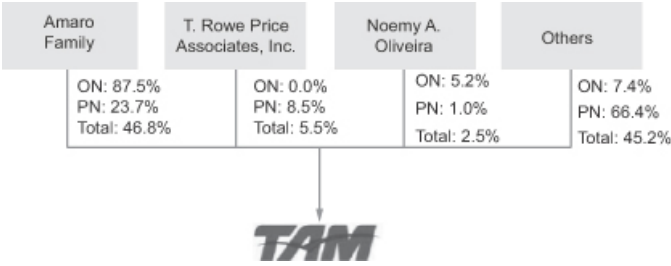 Amaro
Family
T. Rowe Price
Associates, Inc.
Noemy A.
Oliveira
Others
ON: 87.5%
PN: 23.7%
Total: 46.8%
ON: 0.0%
PN: 8.5%
Total: 5.5%
ON: 5.2%
PN: 1.0%
Total: 2.5%
ON: 7.4%
PN: 66.4%
Total: 45.2%
TAM